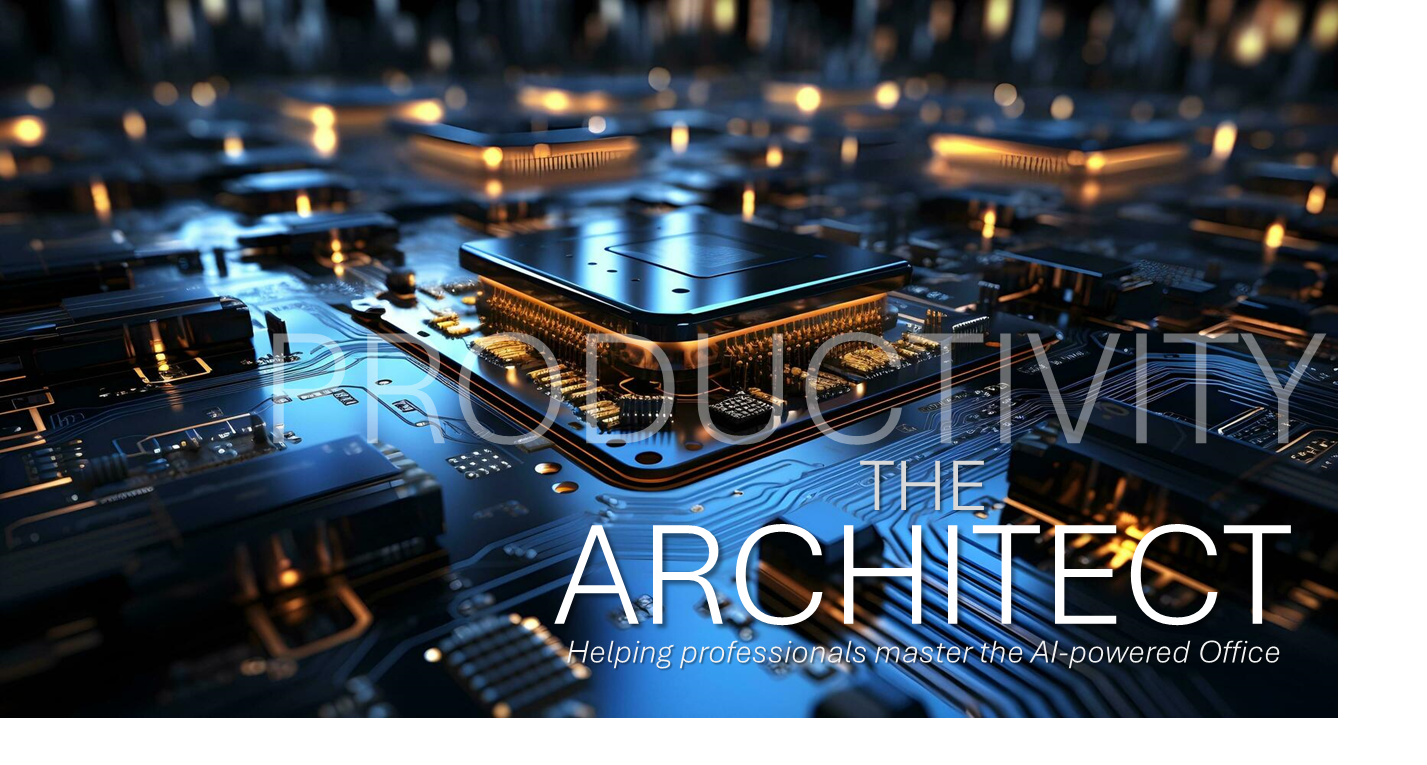 PRODUCTIVITY
THE
ARCHITECT
Helping professionals master the AI-powered Office